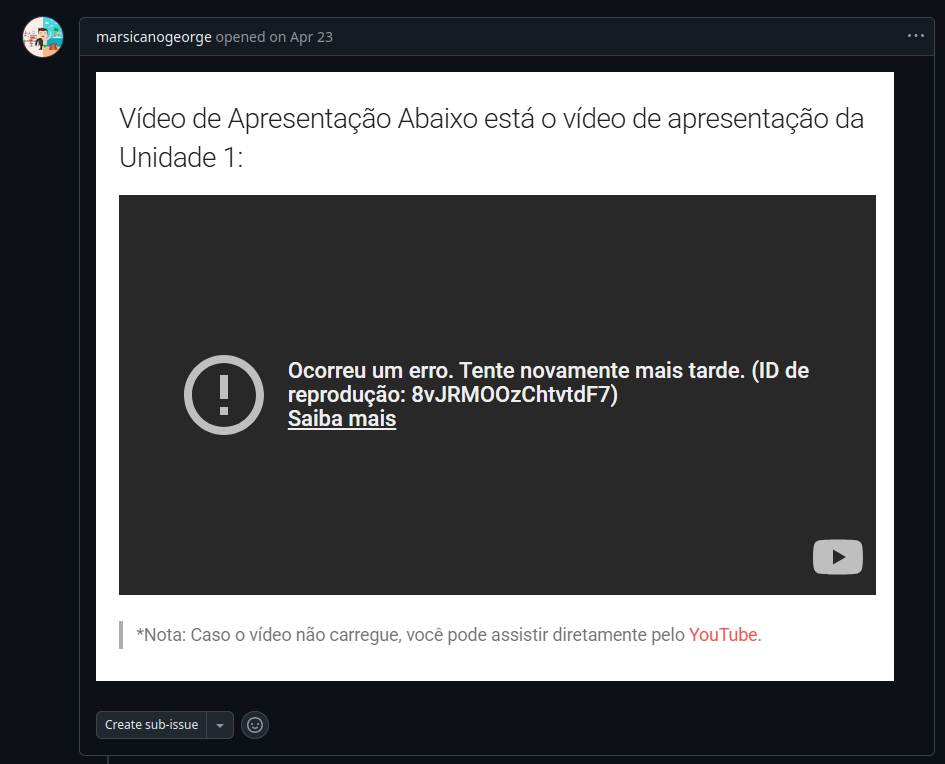 marsicanogeorge opened on Apr 23
Vídeo de Apresentação Abaixo está o vídeo de apresentação da
Unidade 1:
Ocorreu um erro. Tente novamente mais tarde. (ID de
reprodução: 8vJRMOOzChtvtdF7)
Saiba mais
*Nota: Caso o vídeo não carregue, você pode assistir diretamente pelo YouTube.
Create sub-issue